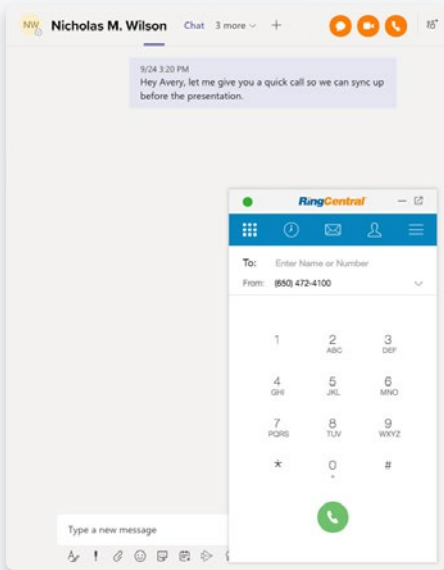 NW Nicholas M. Wilson Chat 3 more +
9/24 3:20 PM
Hey Avery, let me give you a quick call so we can sync up
before the presentation.
RingCentral
To: Enter Name or Number
From: (650) 472-4100
1 2 3
ABC DEF
4 5 6
GHI JKL MNO
7 8 9
PQRS TUV WXYZ
* 0 #
+
Type a new message